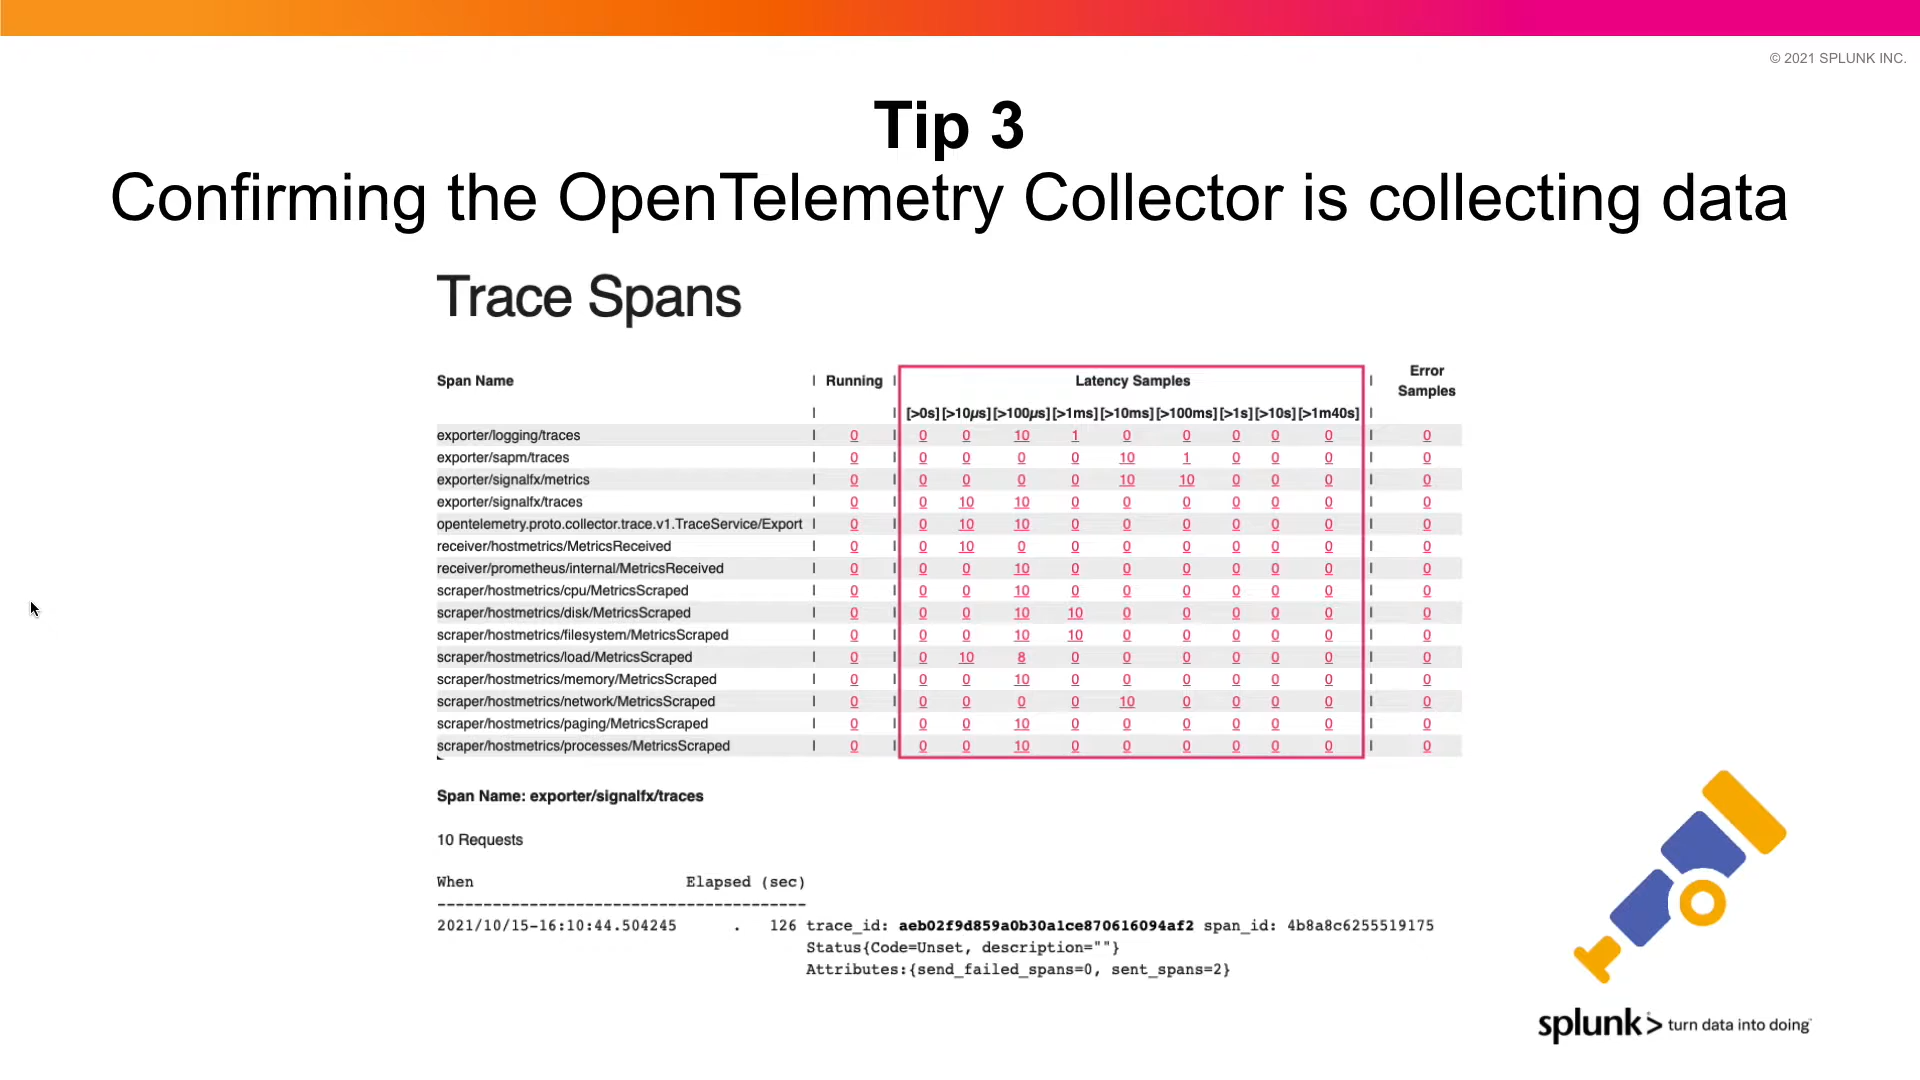 © 2021 SPLUNK INC.
Tip 3
Confirming the OpenTelemetry Collector is collecting data
Trace Spans
Span Name | Running | Latency Samples | Error Samples
| | [>0s] [>10µs] [>100µs] [>1ms] [>10ms] [>100ms] [>1s] [>10s] [>1m40s] |
exporter/logging/traces | 0 | 0 0 10 1 0 0 0 0 0 | 0
exporter/sapm/traces | 0 | 0 0 0 0 10 1 0 0 0 | 0
exporter/signalfx/metrics | 0 | 0 0 0 0 10 10 0 0 0 | 0
exporter/signalfx/traces | 0 | 0 10 10 0 0 0 0 0 0 | 0
opentelemetry.proto.collector.trace.v1.TraceService/Export | 0 | 0 10 10 0 0 0 0 0 0 | 0
receiver/hostmetrics/MetricsReceived | 0 | 0 10 0 0 0 0 0 0 0 | 0
receiver/prometheus/internal/MetricsReceived | 0 | 0 0 10 0 0 0 0 0 0 | 0
scraper/hostmetrics/cpu/MetricsScraped | 0 | 0 0 10 0 0 0 0 0 0 | 0
scraper/hostmetrics/disk/MetricsScraped | 0 | 0 0 10 10 0 0 0 0 0 | 0
scraper/hostmetrics/filesystem/MetricsScraped | 0 | 0 0 10 10 0 0 0 0 0 | 0
scraper/hostmetrics/load/MetricsScraped | 0 | 0 10 8 0 0 0 0 0 0 | 0
scraper/hostmetrics/memory/MetricsScraped | 0 | 0 0 10 0 0 0 0 0 0 | 0
scraper/hostmetrics/network/MetricsScraped | 0 | 0 0 0 0 10 0 0 0 0 | 0
scraper/hostmetrics/paging/MetricsScraped | 0 | 0 0 10 0 0 0 0 0 0 | 0
scraper/hostmetrics/processes/MetricsScraped | 0 | 0 0 10 0 0 0 0 0 0 | 0
Span Name: exporter/signalfx/traces
10 Requests
When Elapsed (sec)
----------------------------------------
2021/10/15-16:10:44.504245 . 126 trace_id: aeb02f9d859a0b30a1ce870616094af2 span_id: 4b8a8c6255519175
Status{Code=Unset, description=""}
Attributes:{send_failed_spans=0, sent_spans=2}
splunk> turn data into doing™